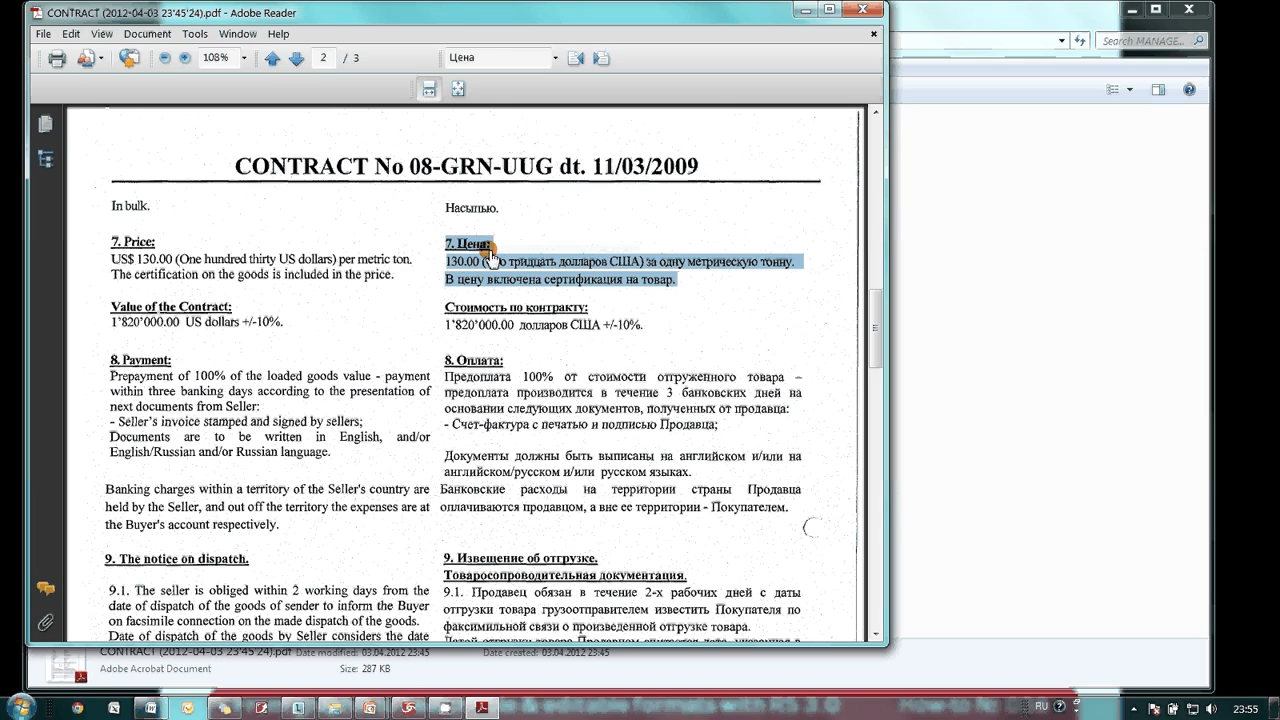 CONTRACT (2012-04-03 23'45'24).pdf - Adobe Reader
File Edit View Document Tools Window Help
108% 2 / 3 Цена
Search MANAGE...
CONTRACT No 08-GRN-UUG dt. 11/03/2009
In bulk.
7. Price:
US$ 130.00 (One hundred thirty US dollars) per metric ton.
The certification on the goods is included in the price.
Value of the Contract:
1'820'000.00 US dollars +/-10%.
8. Payment:
Prepayment of 100% of the loaded goods value - payment
within three banking days according to the presentation of
next documents from Seller:
- Seller's invoice stamped and signed by sellers;
Documents are to be written in English, and/or
English/Russian and/or Russian language.
Banking charges within a territory of the Seller's country are
held by the Seller, and out off the territory the expenses are at
the Buyer's account respectively.
9. The notice on dispatch.
9.1. The seller is obliged within 2 working days from the
date of dispatch of the goods of sender to inform the Buyer
on facsimile connection on the made dispatch of the goods.
Date of dispatch of the goods by Seller considers the date
Насыпью.
7. Цена:
130.00 ( тридцать долларов США) за одну метрическую тонну.
В цену включена сертификация на товар.
Стоимость по контракту:
1'820'000.00 долларов США +/-10%.
8. Оплата:
Предоплата 100% от стоимости отгруженного товара –
предоплата производится в течение 3 банковских дней на
основании следующих документов, полученных от продавца:
- Счет-фактура с печатью и подписью Продавца;
Документы должны быть выписаны на английском и/или на
английском/русском и/или русском языках.
Банковские расходы на территории страны Продавца
оплачиваются продавцом, а вне ее территории - Покупателем.
9. Извещение об отгрузке.
Товаросопроводительная документация.
9.1. Продавец обязан в течение 2-х рабочих дней с даты
отгрузки товара грузоотправителем известить Покупателя по
факсимильной связи о произведенной отгрузке товара.
CONTRACT (2012-04-03 23'45'24).pdf Date modified: 03.04.2012 23:45 Date created: 03.04.2012 23:45
Adobe Acrobat Document Size: 287 KB
RU 23:55